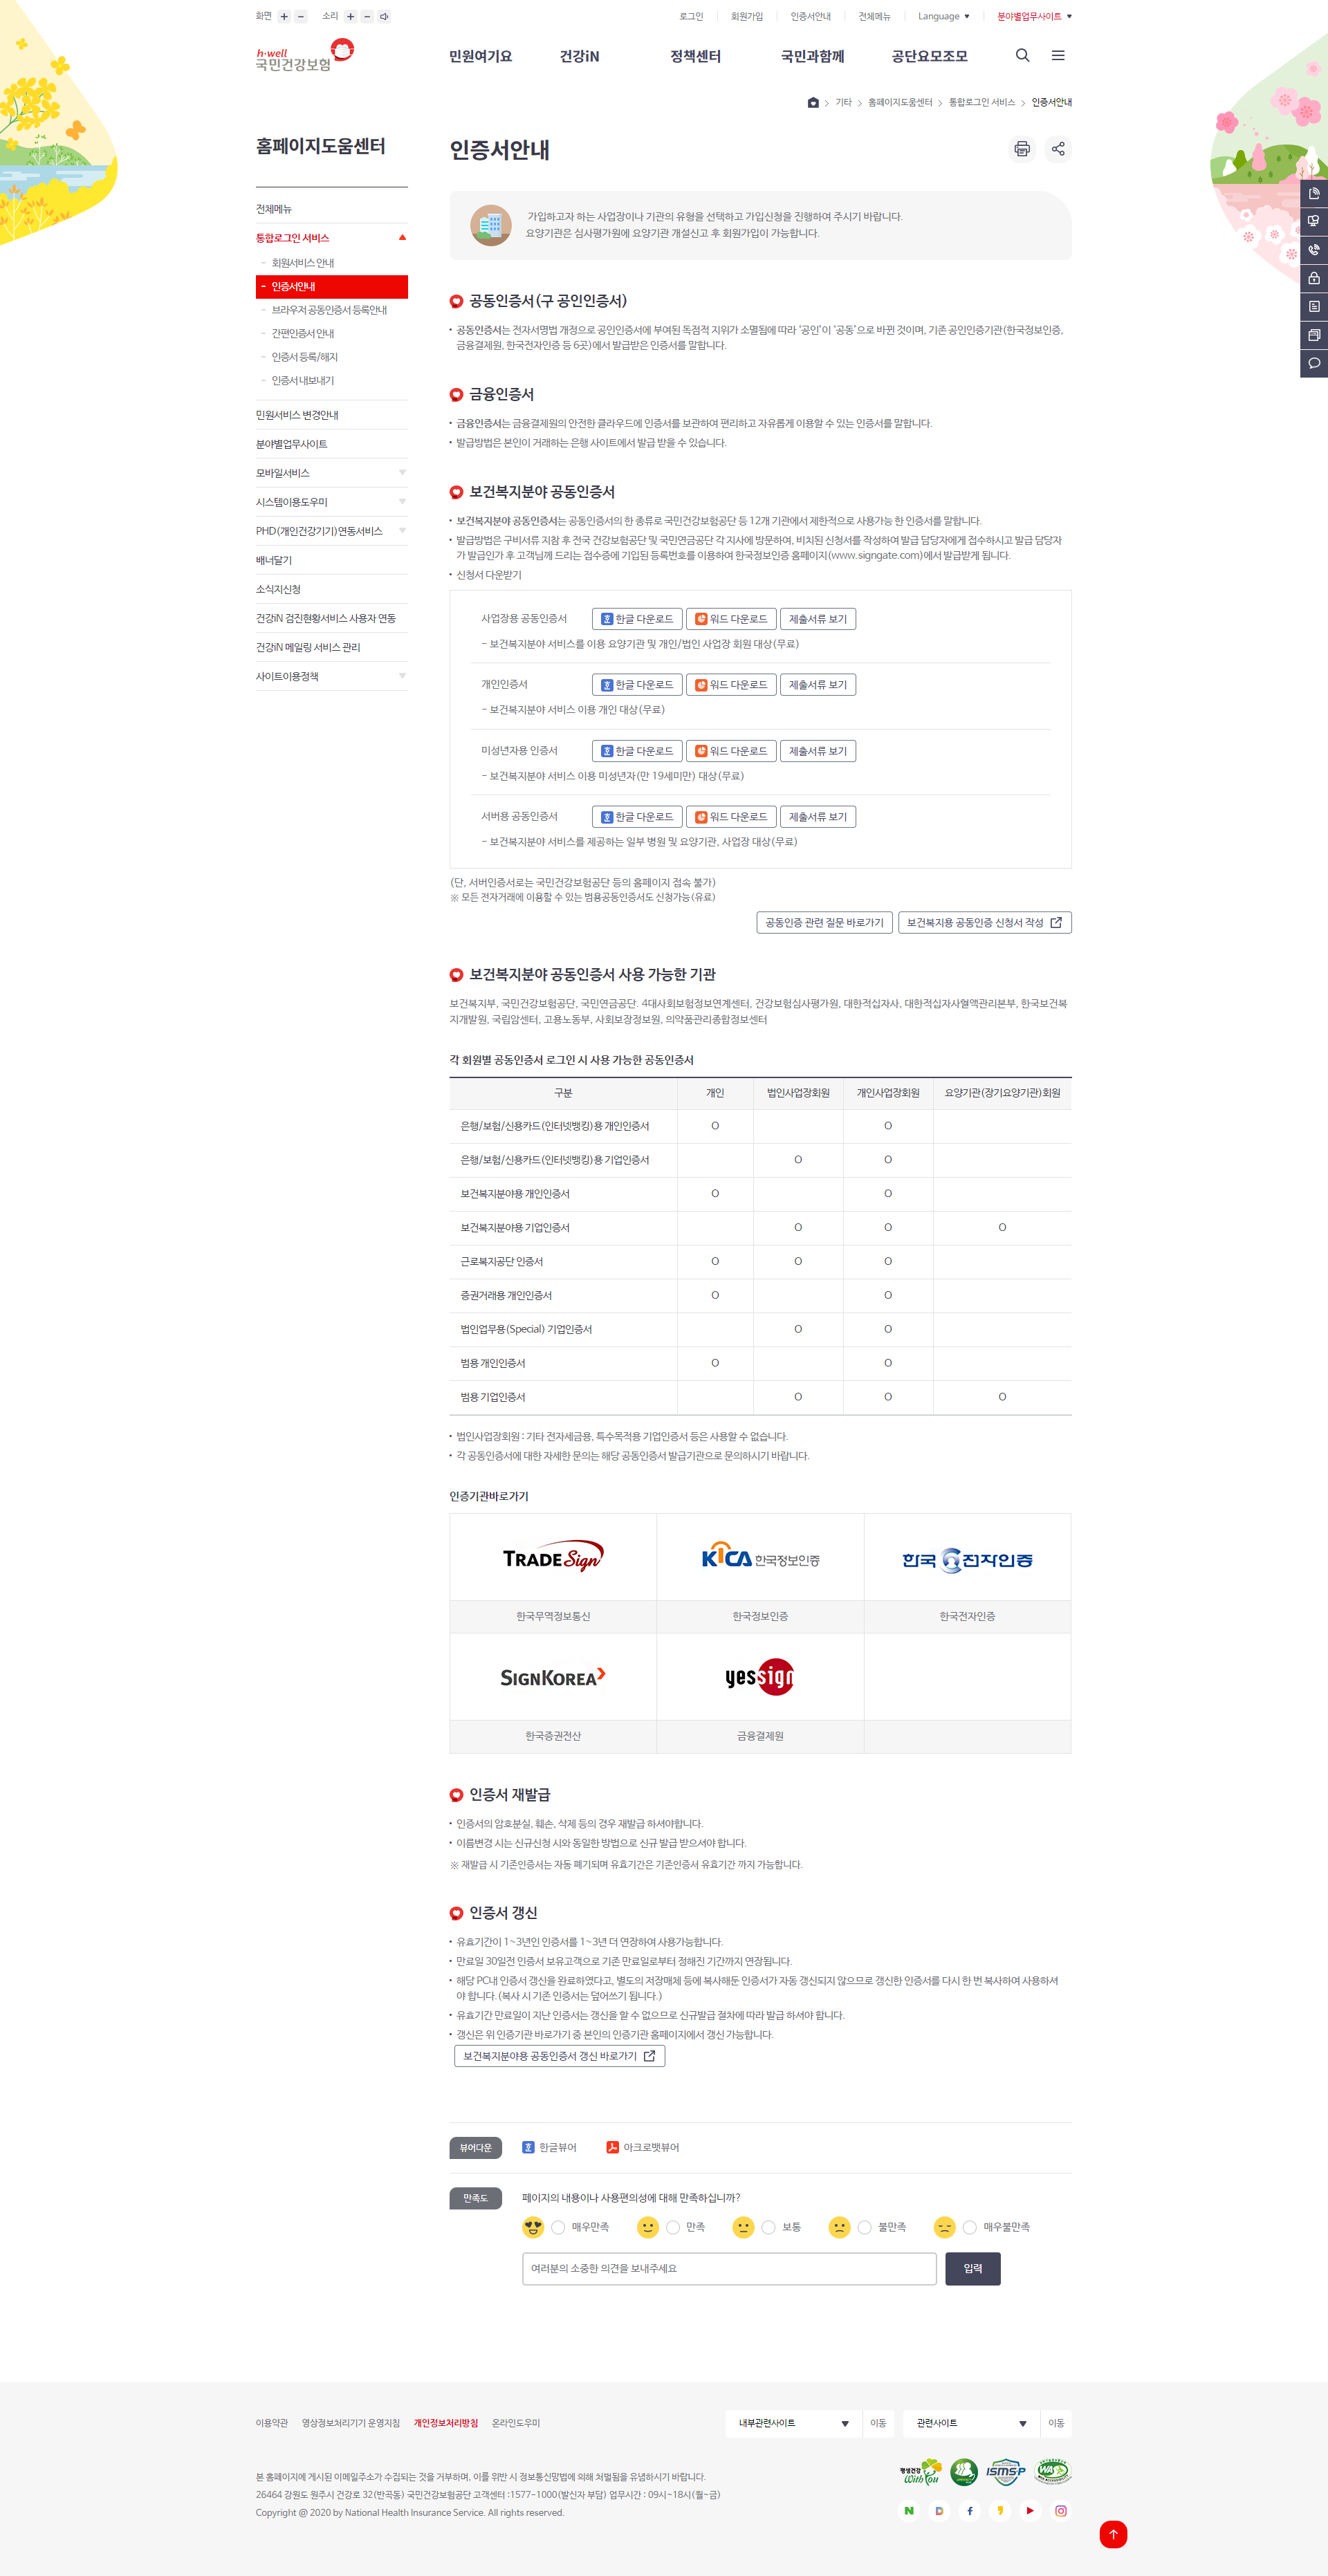 화면 소리
로그인 회원가입 인증서안내 전체메뉴 Language 분야별업무사이트
h·well
국민건강보험
민원여기요 건강iN 정책센터 국민과함께 공단요모조모
기타 홈페이지도움센터 통합로그인 서비스 인증서안내
홈페이지도움센터
전체메뉴
통합로그인 서비스
- 회원서비스 안내
- 인증서안내
- 브라우저 공동인증서 등록안내
- 간편인증서 안내
- 인증서 등록/해지
- 인증서 내보내기
민원서비스 변경안내
분야별업무사이트
모바일서비스
시스템이용도우미
PHD(개인건강기기)연동서비스
배너달기
소식지신청
건강iN 검진현황서비스 사용자 연동
건강iN 메일링 서비스 관리
사이트이용정책
인증서안내
가입하고자 하는 사업장이나 기관의 유형을 선택하고 가입신청을 진행하여 주시기 바랍니다.
요양기관은 심사평가원에 요양기관 개설신고 후 회원가입이 가능합니다.
공동인증서(구 공인인증서)
• 공동인증서는 전자서명법 개정으로 공인인증서에 부여된 독점적 지위가 소멸됨에 따라 ‘공인’이 ‘공동’으로 바뀐 것이며, 기존 공인인증기관(한국정보인증,
금융결제원, 한국전자인증 등 6곳)에서 발급받은 인증서를 말합니다.
금융인증서
• 금융인증서는 금융결제원의 안전한 클라우드에 인증서를 보관하여 편리하고 자유롭게 이용할 수 있는 인증서를 말합니다.
• 발급방법은 본인이 거래하는 은행 사이트에서 발급 받을 수 있습니다.
보건복지분야 공동인증서
• 보건복지분야 공동인증서는 공동인증서의 한 종류로 국민건강보험공단 등 12개 기관에서 제한적으로 사용가능 한 인증서를 말합니다.
• 발급방법은 구비서류 지참 후 전국 건강보험공단 및 국민연금공단 각 지사에 방문하여, 비치된 신청서를 작성하여 발급 담당자에게 접수하시고 발급 담당자
가 발급인가 후 고객님께 드리는 접수증에 기입된 등록번호를 이용하여 한국정보인증 홈페이지(www.signgate.com)에서 발급받게 됩니다.
• 신청서 다운받기
사업장용 공동인증서 한글 다운로드 워드 다운로드 제출서류 보기
- 보건복지분야 서비스를 이용 요양기관 및 개인/법인 사업장 회원 대상(무료)
개인인증서 한글 다운로드 워드 다운로드 제출서류 보기
- 보건복지분야 서비스 이용 개인 대상(무료)
미성년자용 인증서 한글 다운로드 워드 다운로드 제출서류 보기
- 보건복지분야 서비스 이용 미성년자(만 19세미만) 대상(무료)
서버용 공동인증서 한글 다운로드 워드 다운로드 제출서류 보기
- 보건복지분야 서비스를 제공하는 일부 병원 및 요양기관, 사업장 대상(무료)
(단, 서버인증서로는 국민건강보험공단 등의 홈페이지 접속 불가)
※ 모든 전자거래에 이용할 수 있는 범용공동인증서도 신청가능(유료)
공동인증 관련 질문 바로가기 보건복지용 공동인증 신청서 작성
보건복지분야 공동인증서 사용 가능한 기관
보건복지부, 국민건강보험공단, 국민연금공단. 4대사회보험정보연계센터, 건강보험심사평가원, 대한적십자사, 대한적십자사혈액관리본부, 한국보건복
지개발원, 국립암센터, 고용노동부, 사회보장정보원, 의약품관리종합정보센터
각 회원별 공동인증서 로그인 시 사용 가능한 공동인증서
구분 개인 법인사업장회원 개인사업장회원 요양기관(장기요양기관)회원
은행/보험/신용카드(인터넷뱅킹)용 개인인증서 O O
은행/보험/신용카드(인터넷뱅킹)용 기업인증서 O O
보건복지분야용 개인인증서 O O
보건복지분야용 기업인증서 O O O
근로복지공단 인증서 O O O
증권거래용 개인인증서 O O
법인업무용(Special) 기업인증서 O O
범용 개인인증서 O O
범용 기업인증서 O O O
• 법인사업장회원 : 기타 전자세금용, 특수목적용 기업인증서 등은 사용할 수 없습니다.
• 각 공동인증서에 대한 자세한 문의는 해당 공동인증서 발급기관으로 문의하시기 바랍니다.
인증기관바로가기
TRADESign KICA 한국정보인증 한국전자인증
한국무역정보통신 한국정보인증 한국전자인증
SIGNKOREA yessign
한국증권전산 금융결제원
인증서 재발급
• 인증서의 암호분실, 훼손, 삭제 등의 경우 재발급 하셔야합니다.
• 이름변경 시는 신규신청 시와 동일한 방법으로 신규 발급 받으셔야 합니다.
※ 재발급 시 기존인증서는 자동 폐기되며 유효기간은 기존인증서 유효기간 까지 가능합니다.
인증서 갱신
• 유효기간이 1~3년인 인증서를 1~3년 더 연장하여 사용가능합니다.
• 만료일 30일전 인증서 보유고객으로 기존 만료일로부터 정해진 기간까지 연장됩니다.
• 해당 PC내 인증서 갱신을 완료하였다고, 별도의 저장매체 등에 복사해둔 인증서가 자동 갱신되지 않으므로 갱신한 인증서를 다시 한 번 복사하여 사용하셔
야 합니다.(복사 시 기존 인증서는 덮어쓰기 됩니다.)
• 유효기간 만료일이 지난 인증서는 갱신을 할 수 없으므로 신규발급 절차에 따라 발급 하셔야 합니다.
• 갱신은 위 인증기관 바로가기 중 본인의 인증기관 홈페이지에서 갱신 가능합니다.
보건복지분야용 공동인증서 갱신 바로가기
뷰어다운 한글뷰어 아크로뱃뷰어
만족도 페이지의 내용이나 사용편의성에 대해 만족하십니까?
매우만족 만족 보통 불만족 매우불만족
여러분의 소중한 의견을 보내주세요 입력
이용약관 영상정보처리기기 운영지침 개인정보처리방침 온라인도우미 내부관련사이트 이동 관련사이트 이동
평생건강 With You ISMS-P WA
본 홈페이지에 게시된 이메일주소가 수집되는 것을 거부하며, 이를 위반 시 정보통신망법에 의해 처벌됨을 유념하시기 바랍니다.
26464 강원도 원주시 건강로 32(반곡동) 국민건강보험공단 고객센터 :1577-1000(발신자 부담) 업무시간 : 09시~18시(월~금)
Copyright @ 2020 by National Health Insurance Service. All rights reserved.